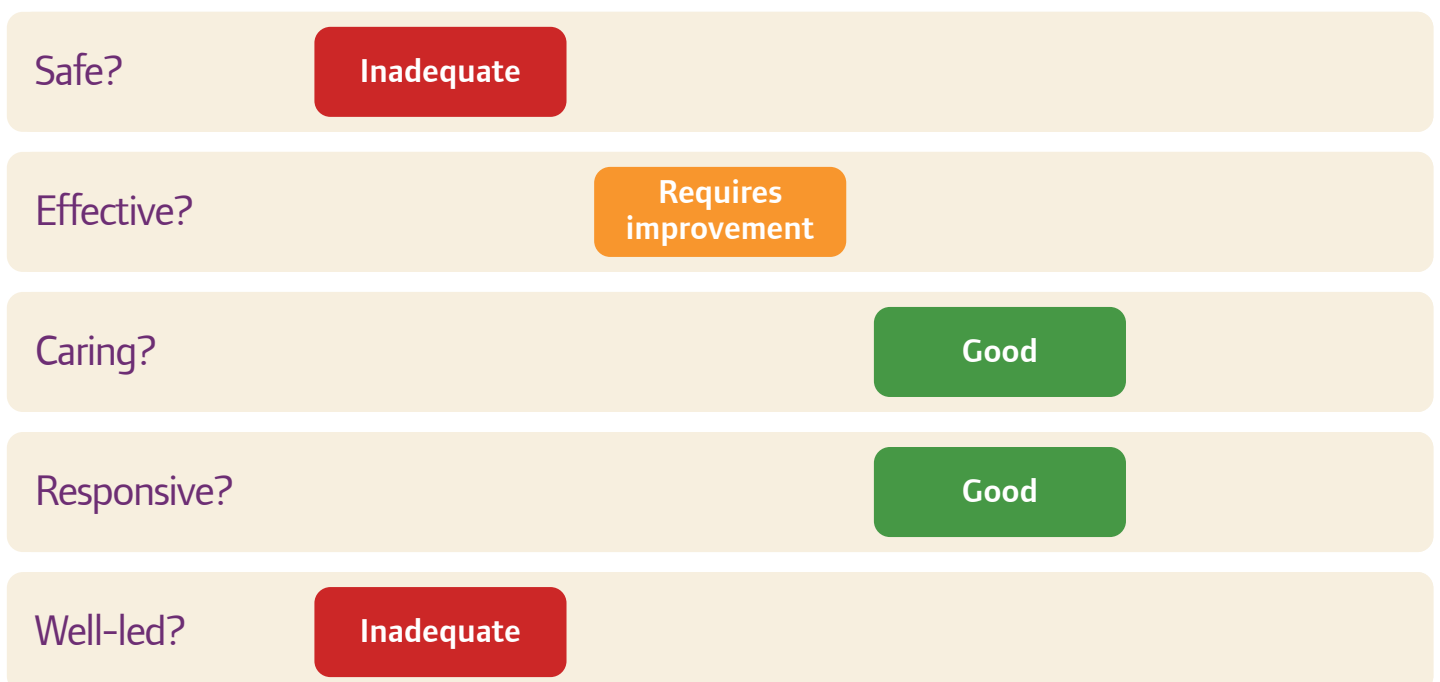 Safe? Inadequate
Effective? Requires
improvement
Caring? Good
Responsive? Good
Well-led? Inadequate